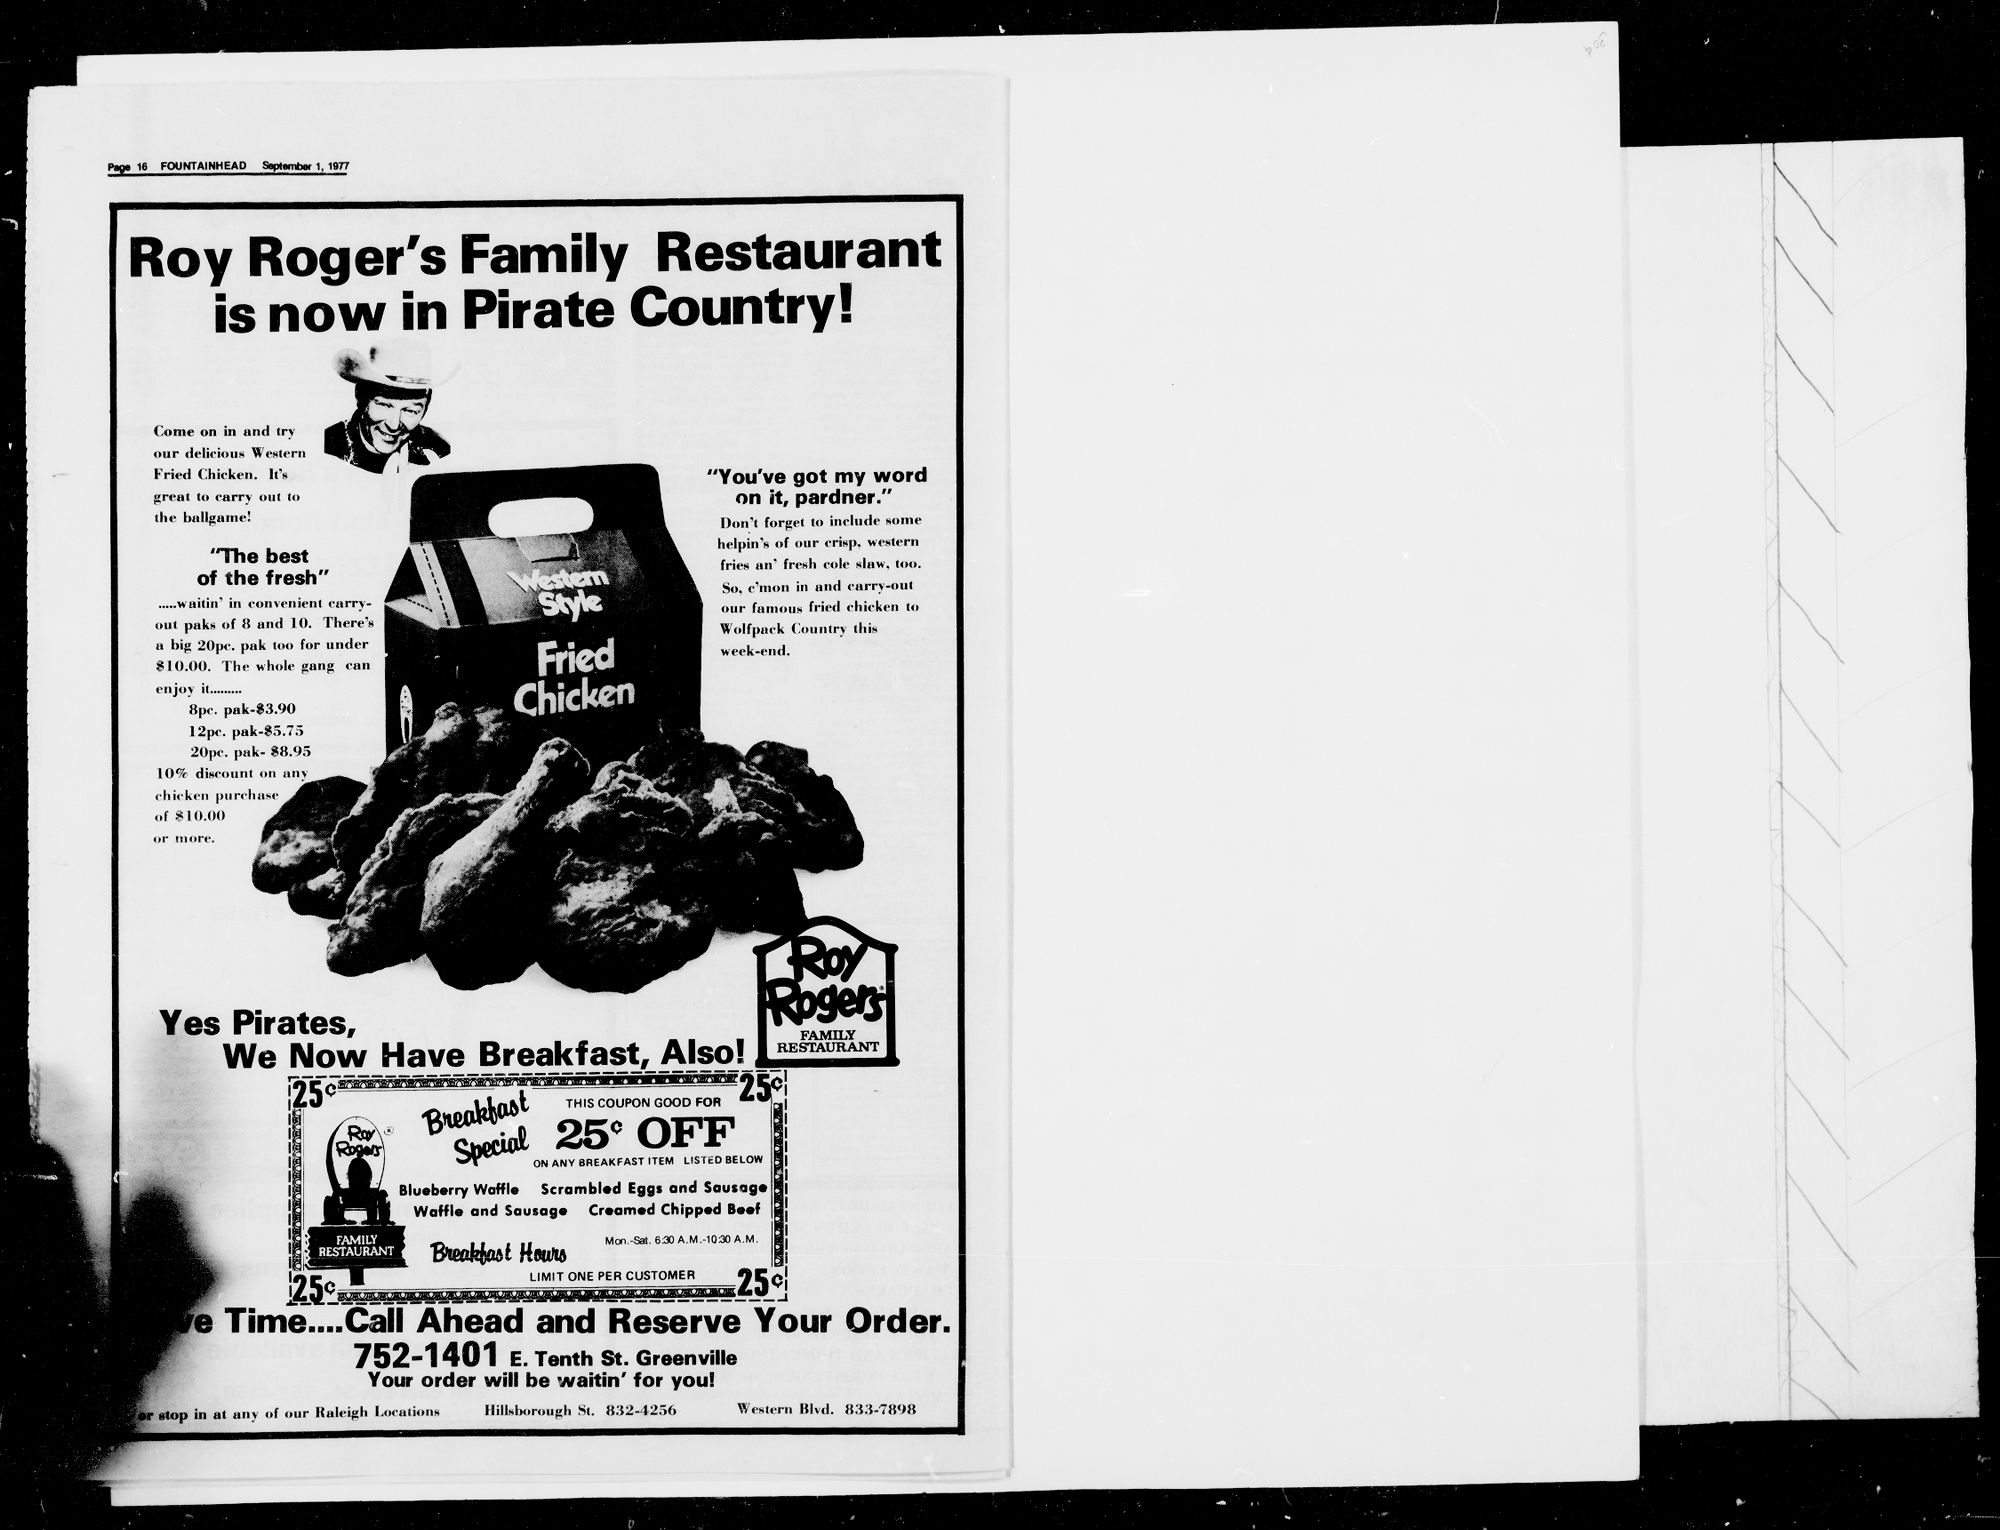 Page 16 FOUNTAINHEAD September 1, 1977
Roy Roger's Family Restaurant
is now in Pirate Country!
Come on in and try
our delicious Western
Fried Chicken. It's
great to carry out to
the ballgame!
"The best
of the fresh"
.....waitin' in convenient carry-
out paks of 8 and 10. There's
a big 20pc. pak too for under
$10.00. The whole gang can
enjoy it.........
8pc. pak-$3.90
12pc. pak-$5.75
20pc. pak- $8.95
10% discount on any
chicken purchase
of $10.00
or more.
Western
Style
Fried
Chicken
"You've got my word
on it, pardner."
Don't forget to include some
helpin's of our crisp, western
fries an' fresh cole slaw, too.
So, c'mon in and carry-out
our famous fried chicken to
Wolfpack Country this
week-end.
Roy
Rogers
FAMILY
RESTAURANT
Yes Pirates,
We Now Have Breakfast, Also!
25¢ 25¢
Roy
Rogers
FAMILY
RESTAURANT
Breakfast
Special
THIS COUPON GOOD FOR
25¢ OFF
ON ANY BREAKFAST ITEM LISTED BELOW
Blueberry Waffle Scrambled Eggs and Sausage
Waffle and Sausage Creamed Chipped Beef
Breakfast Hours Mon.-Sat. 6:30 A.M.-10:30 A.M.
LIMIT ONE PER CUSTOMER
25¢ 25¢
ve Time....Call Ahead and Reserve Your Order.
752-1401 E. Tenth St. Greenville
Your order will be waitin' for you!
or stop in at any of our Raleigh Locations Hillsborough St. 832-4256 Western Blvd. 833-7898